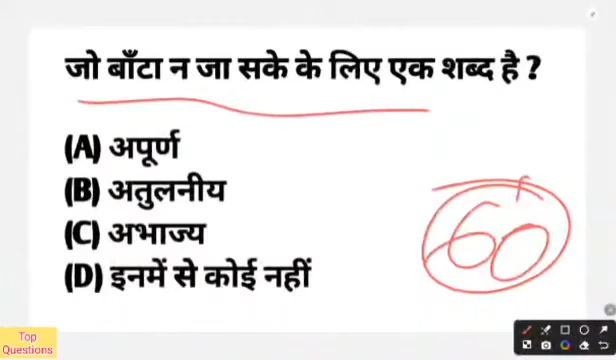 जो बाँटा न जा सके के लिए एक शब्द है ?
(A) अपूर्ण
(B) अतुलनीय
(C) अभाज्य
(D) इनमें से कोई नहीं
60
Top
Questions